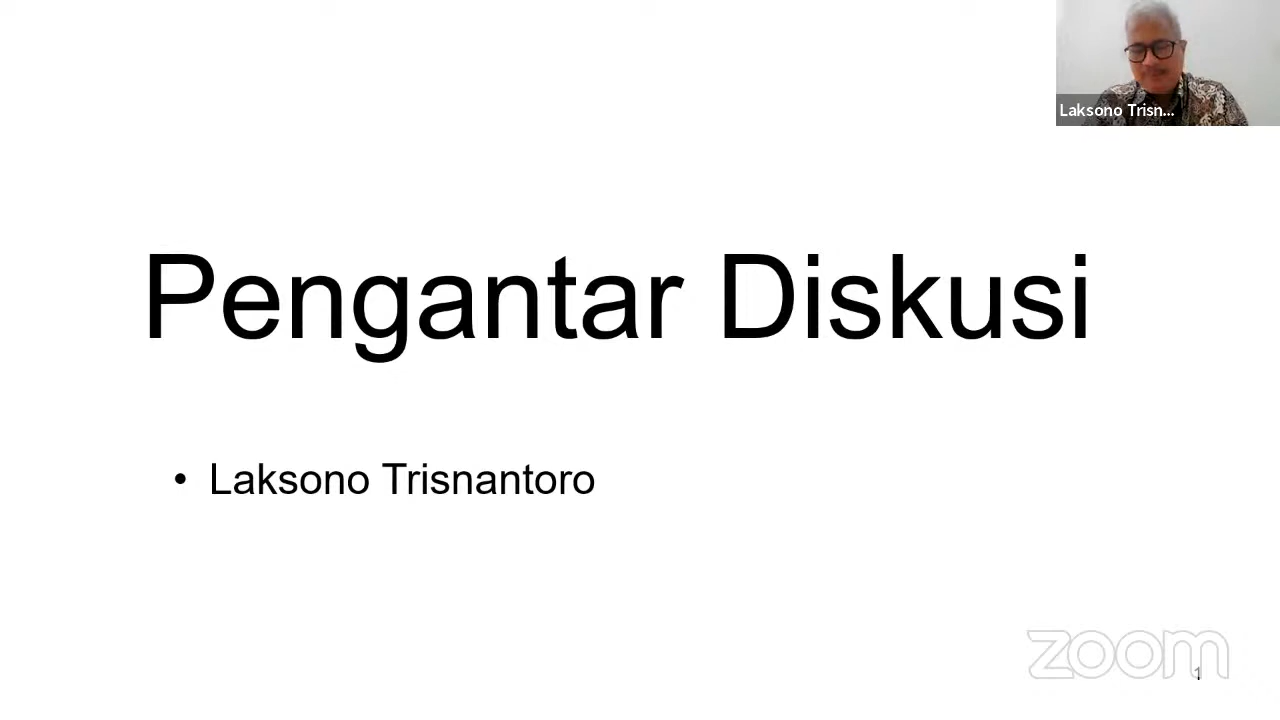 Laksono Trisn...
Pengantar Diskusi
• Laksono Trisnantoro
zoom
1